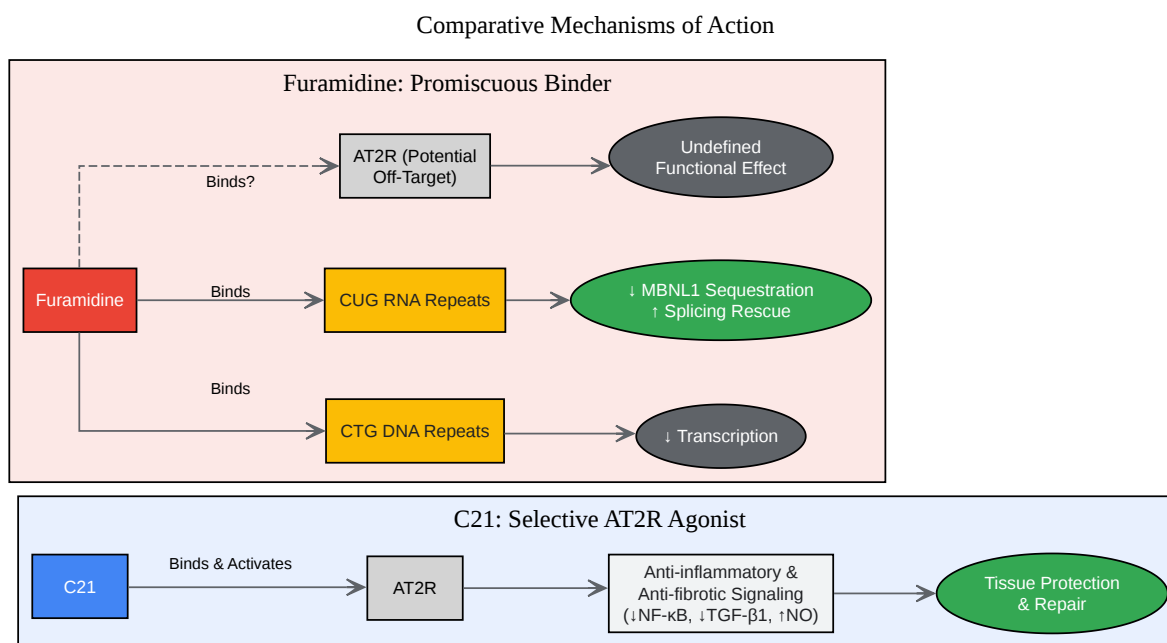 Comparative Mechanisms of Action
Furamidine: Promiscuous Binder
AT2R (Potential
Off-Target)
Undefined
Functional Effect
Binds?
Furamidine
Binds
CUG RNA Repeats
↓ MBNL1 Sequestration
↑ Splicing Rescue
Binds
CTG DNA Repeats
↓ Transcription
C21: Selective AT2R Agonist
C21
Binds & Activates
AT2R
Anti-inflammatory &
Anti-fibrotic Signaling
(↓NF-κB, ↓TGF-β1, ↑NO)
Tissue Protection
& Repair